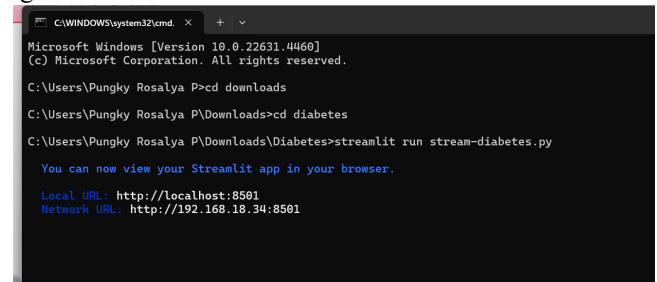 C:\WINDOWS\system32\cmd.
Microsoft Windows [Version 10.0.22631.4460]
(c) Microsoft Corporation. All rights reserved.
C:\Users\Pungky Rosalya P>cd downloads
C:\Users\Pungky Rosalya P\Downloads>cd diabetes
C:\Users\Pungky Rosalya P\Downloads\Diabetes>streamlit run stream-diabetes.py
You can now view your Streamlit app in your browser.
Local URL: http://localhost:8501
Network URL: http://192.168.18.34:8501